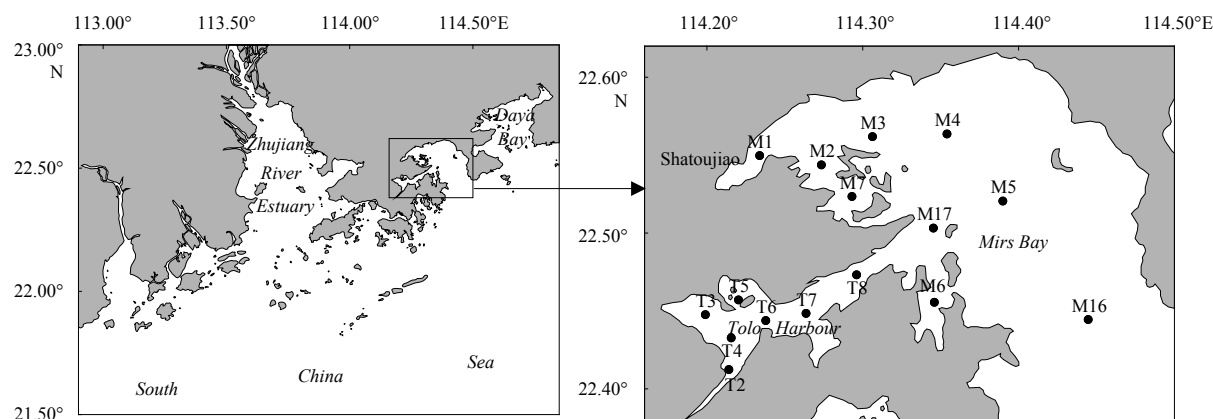 113.00° 113.50° 114.00° 114.50°
23.00°
N
22.50°
22.00°
21.50°
Daya
Bay
Zhujiang
River
Estuary
South China Sea
114.20° 114.30° 114.40° 114.50°E
22.60°
N
22.50°
22.40°
M3 M4
M1
Shatoujiao
M2
M7
M5
M17
Mirs Bay
T8
M6
T5
T3
T6
T7
M16
Tolo Harbour
T4
T2